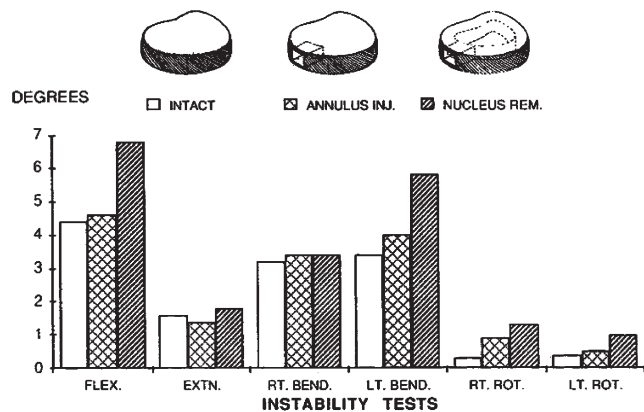 DEGREES
INTACT
ANNULUS INJ.
NUCLEUS REM.
7
6
5
4
3
2
1
0
FLEX.
EXTN.
RT. BEND.
LT. BEND.
RT. ROT.
LT. ROT.
INSTABILITY TESTS